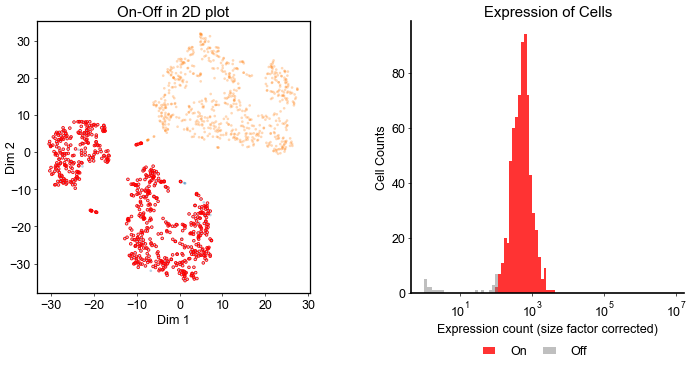 On-Off in 2D plot
30
20
10
0
−10
−20
−30
Dim 2
−30 −20 −10 0 10 20 30
Dim 1
Expression of Cells
80
60
40
20
0
Cell Counts
10^1 10^3 10^5 10^7
Expression count (size factor corrected)
On Off